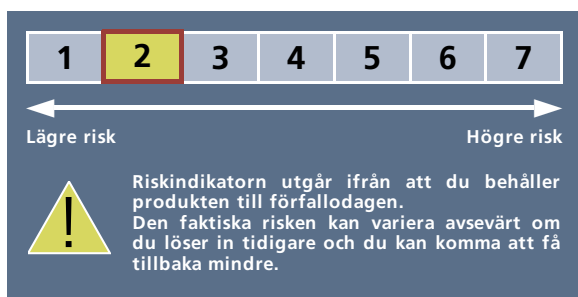 1 2 3 4 5 6 7
Lägre risk Högre risk
!
Riskindikatorn utgår ifrån att du behåller
produkten till förfallodagen.
Den faktiska risken kan variera avsevärt om
du löser in tidigare och du kan komma att få
tillbaka mindre.